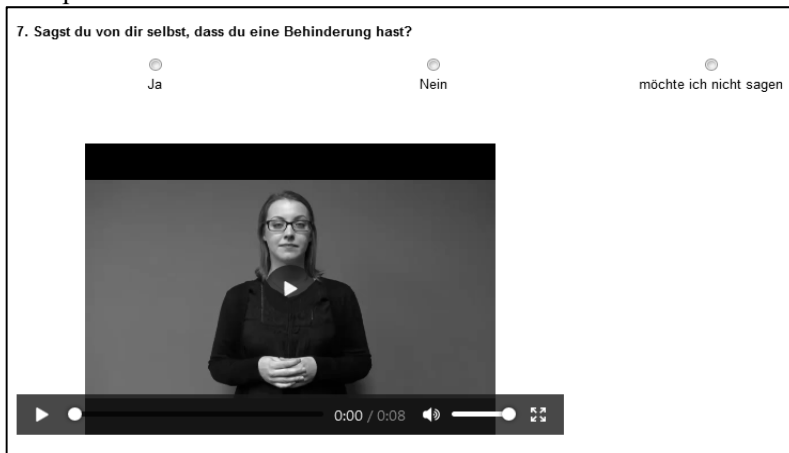 7. Sagst du von dir selbst, dass du eine Behinderung hast?
Ja
Nein
möchte ich nicht sagen
0:00 / 0:08